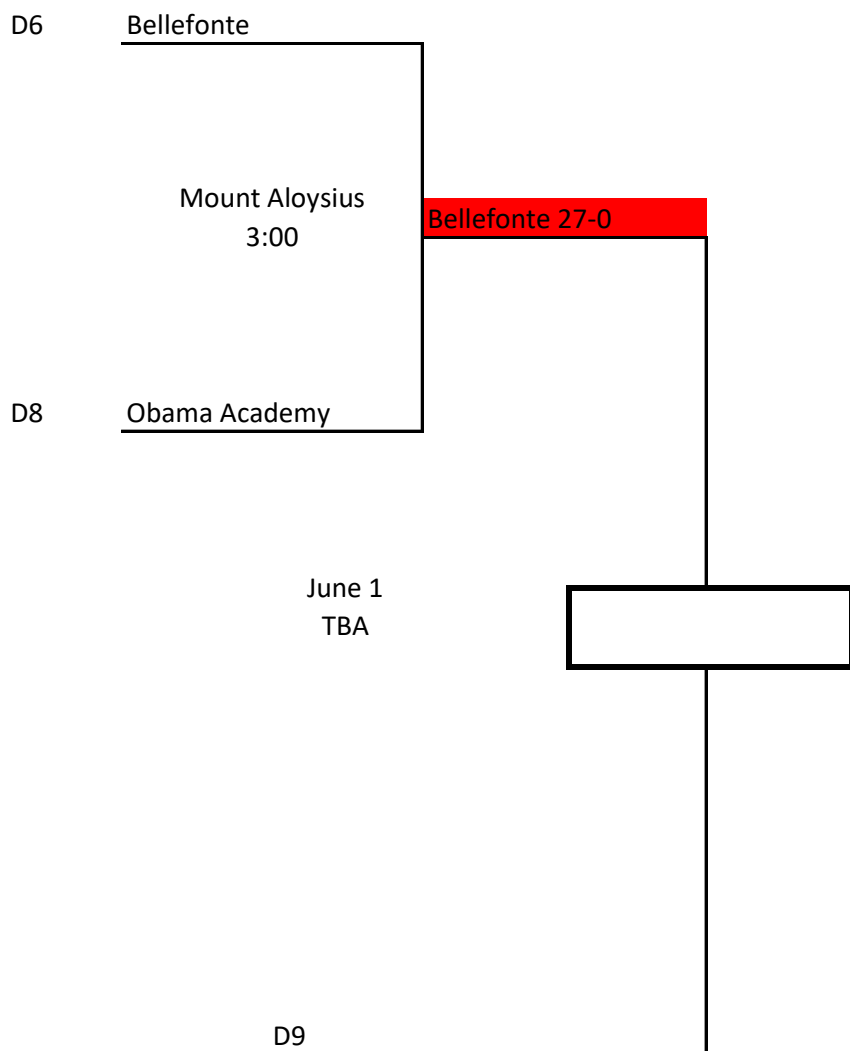 D6 Bellefonte
Mount Aloysius
3:00
Bellefonte 27-0
D8 Obama Academy
June 1
TBA
D9